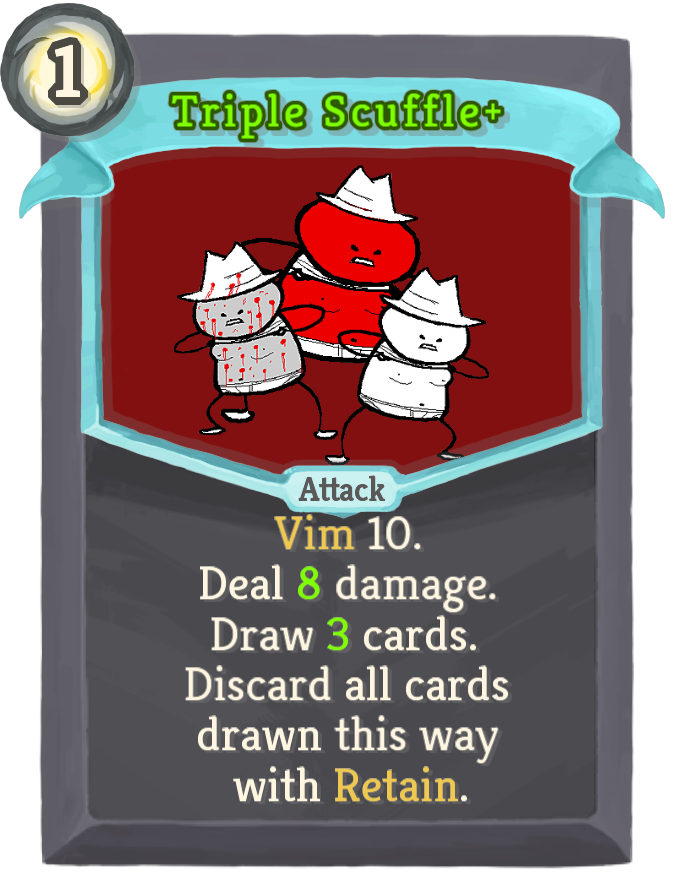 1
Triple Scuffle+
Attack
Vim 10.
Deal 8 damage.
Draw 3 cards.
Discard all cards
drawn this way
with Retain.